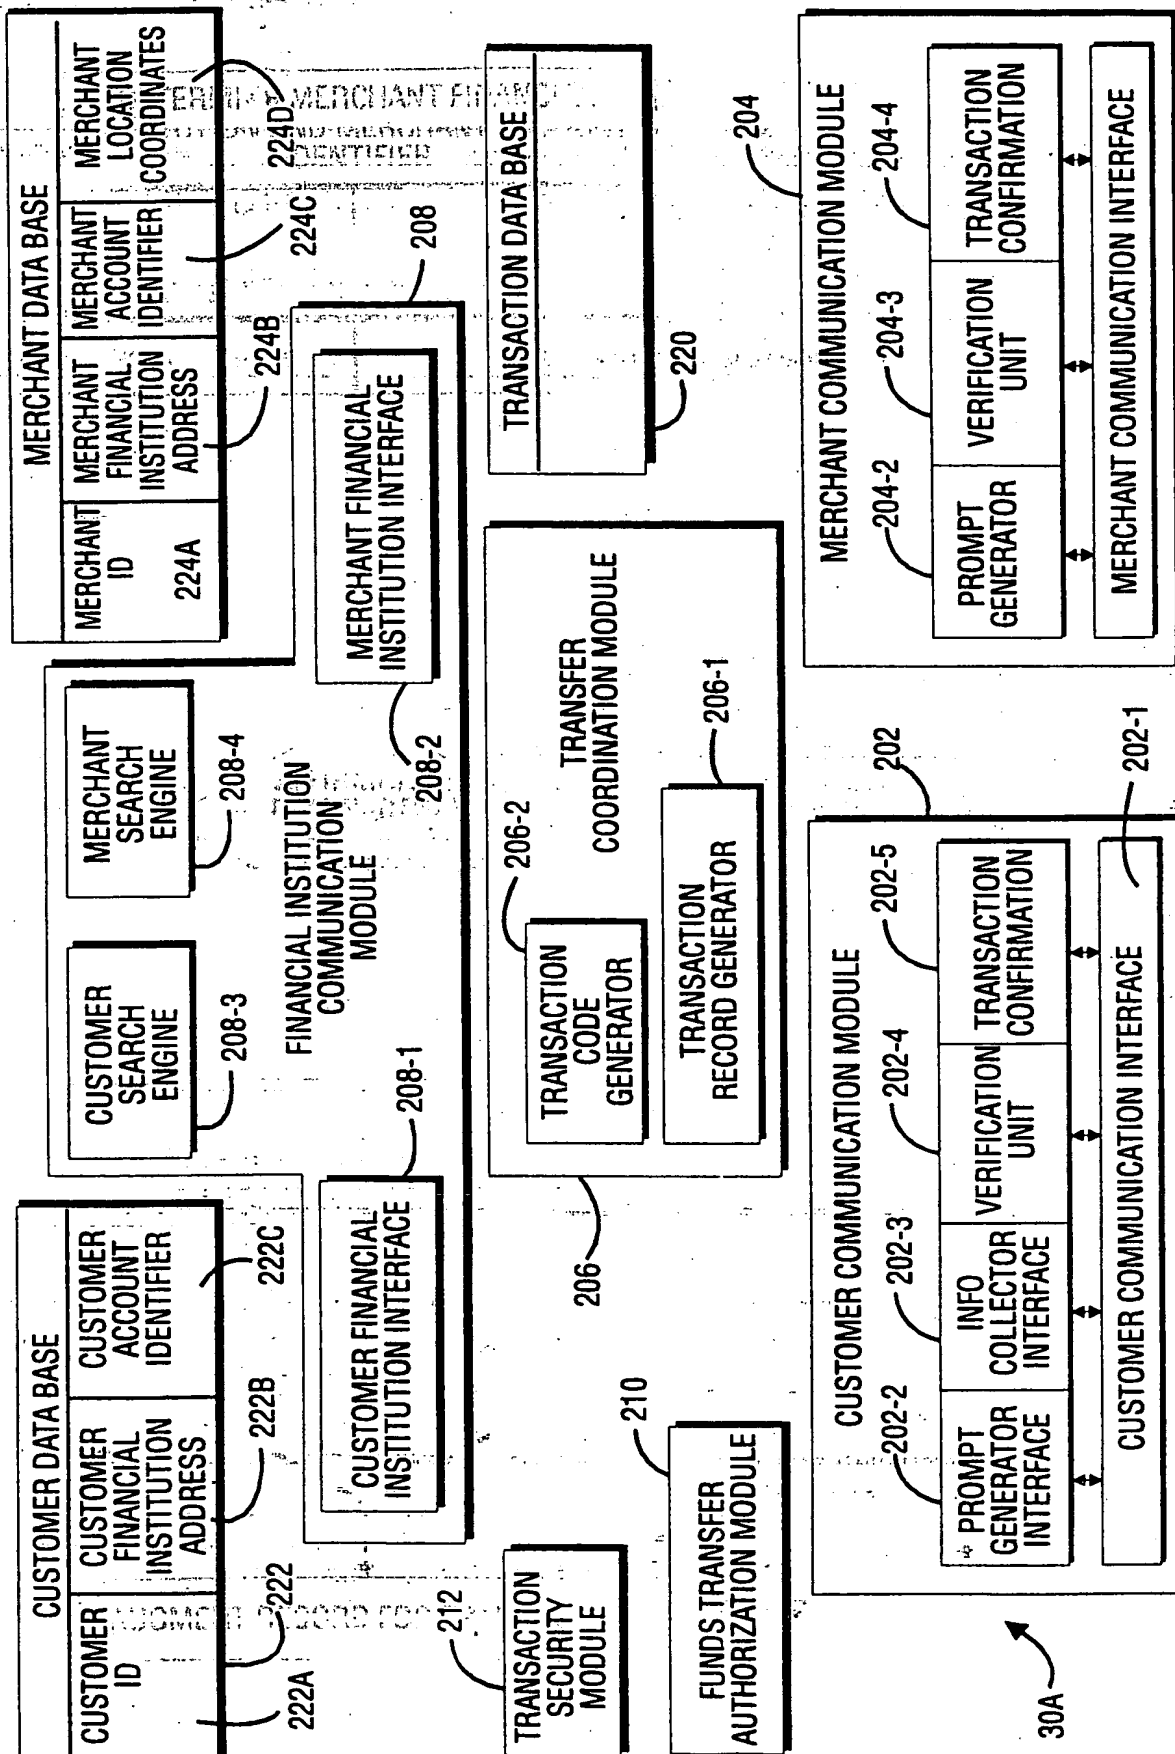 CUSTOMER DATA BASE
CUSTOMER
ID
222A
CUSTOMER
FINANCIAL
INSTITUTION
ADDRESS
222B
CUSTOMER
ACCOUNT
IDENTIFIER
222C
222
MERCHANT DATA BASE
MERCHANT
ID
224A
MERCHANT
FINANCIAL
INSTITUTION
ADDRESS
224B
MERCHANT
ACCOUNT
IDENTIFIER
224C
MERCHANT
LOCATION
COORDINATES
224D
MERCHANT
IDENTIFIER
CUSTOMER
SEARCH
ENGINE
208-3
MERCHANT
SEARCH
ENGINE
208-4
FINANCIAL INSTITUTION
COMMUNICATION
MODULE
208
CUSTOMER FINANCIAL
INSTITUTION INTERFACE
208-1
MERCHANT FINANCIAL
INSTITUTION INTERFACE
208-2
TRANSACTION
SECURITY
MODULE
212
TRANSFER
COORDINATION MODULE
206
TRANSACTION
CODE
GENERATOR
206-2
TRANSACTION
RECORD GENERATOR
206-1
TRANSACTION DATA BASE
220
FUNDS TRANSFER
AUTHORIZATION MODULE
210
CUSTOMER COMMUNICATION MODULE
202
202-2
202-3
202-4
202-5
PROMPT
GENERATOR
INTERFACE
INFO
COLLECTOR
INTERFACE
VERIFICATION
UNIT
TRANSACTION
CONFIRMATION
CUSTOMER COMMUNICATION INTERFACE
202-1
MERCHANT COMMUNICATION MODULE
204
204-2
204-3
204-4
PROMPT
GENERATOR
VERIFICATION
UNIT
TRANSACTION
CONFIRMATION
MERCHANT COMMUNICATION INTERFACE
30A